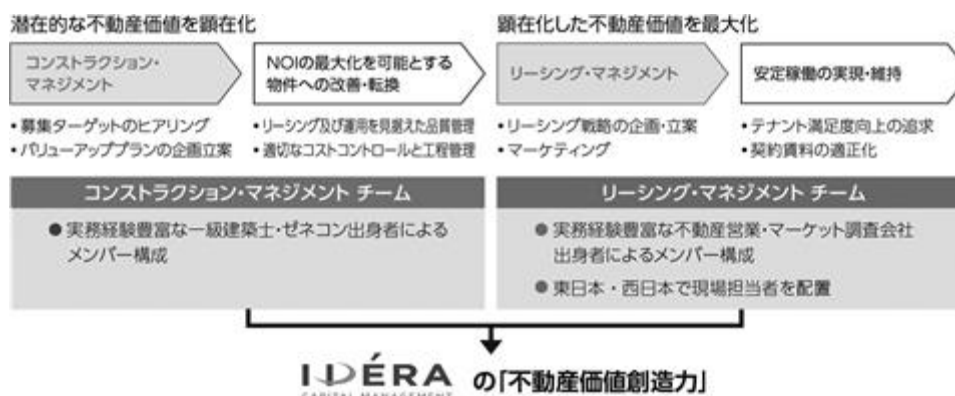 潜在的な不動産価値を顕在化
顕在化した不動産価値を最大化
コンストラクション・
マネジメント
NOIの最大化を可能とする
物件への改善・転換
リーシング・マネジメント
安定稼働の実現・維持
•募集ターゲットのヒアリング
•バリューアッププランの企画立案
•リーシング及び運用を見据えた品質管理
•適切なコストコントロールと工程管理
•リーシング戦略の企画・立案
•マーケティング
•テナント満足度向上の追求
•契約賃料の適正化
コンストラクション・マネジメント チーム
●実務経験豊富な一級建築士・ゼネコン出身者による
メンバー構成
リーシング・マネジメント チーム
●実務経験豊富な不動産営業・マーケット調査会社
出身者によるメンバー構成
●東日本・西日本で現場担当者を配置
IDÉRA の「不動産価値創造力」
CAPITAL MANAGEMENT